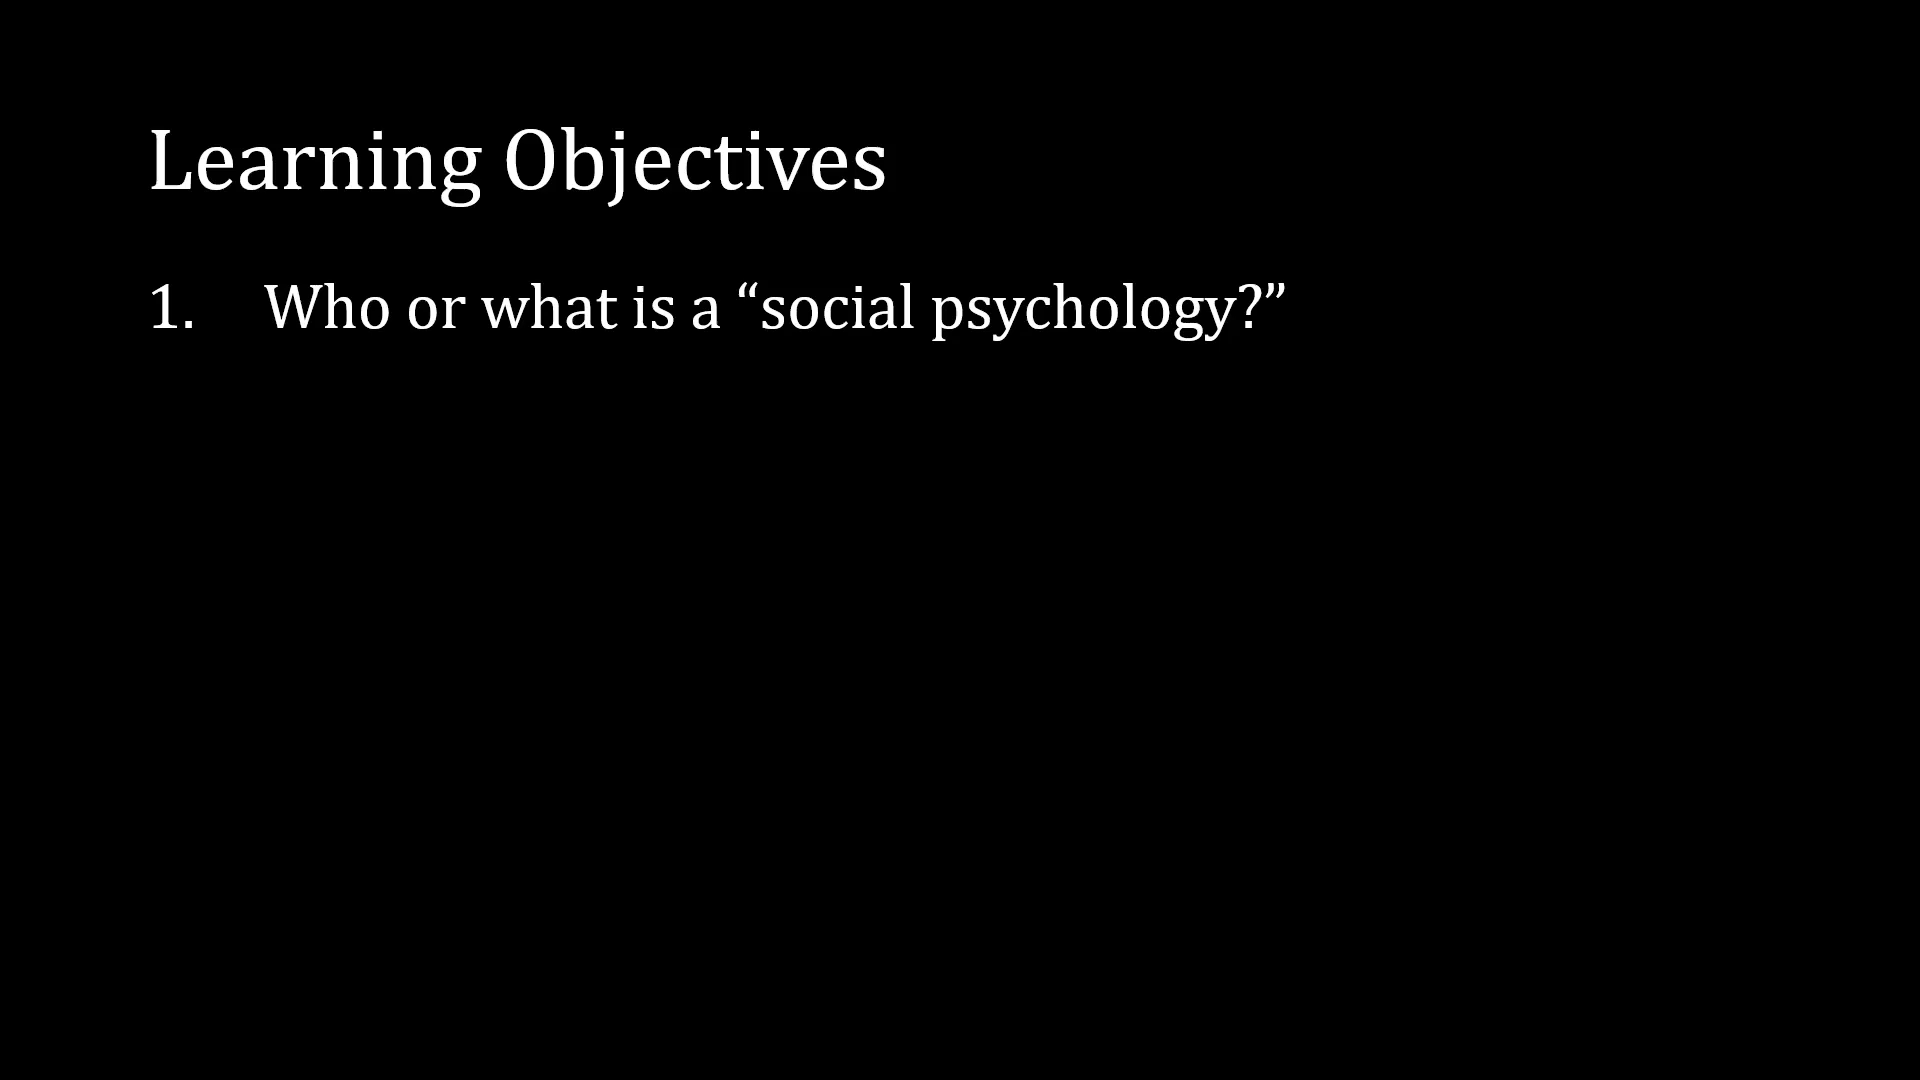 Learning Objectives
1. Who or what is a “social psychology?”